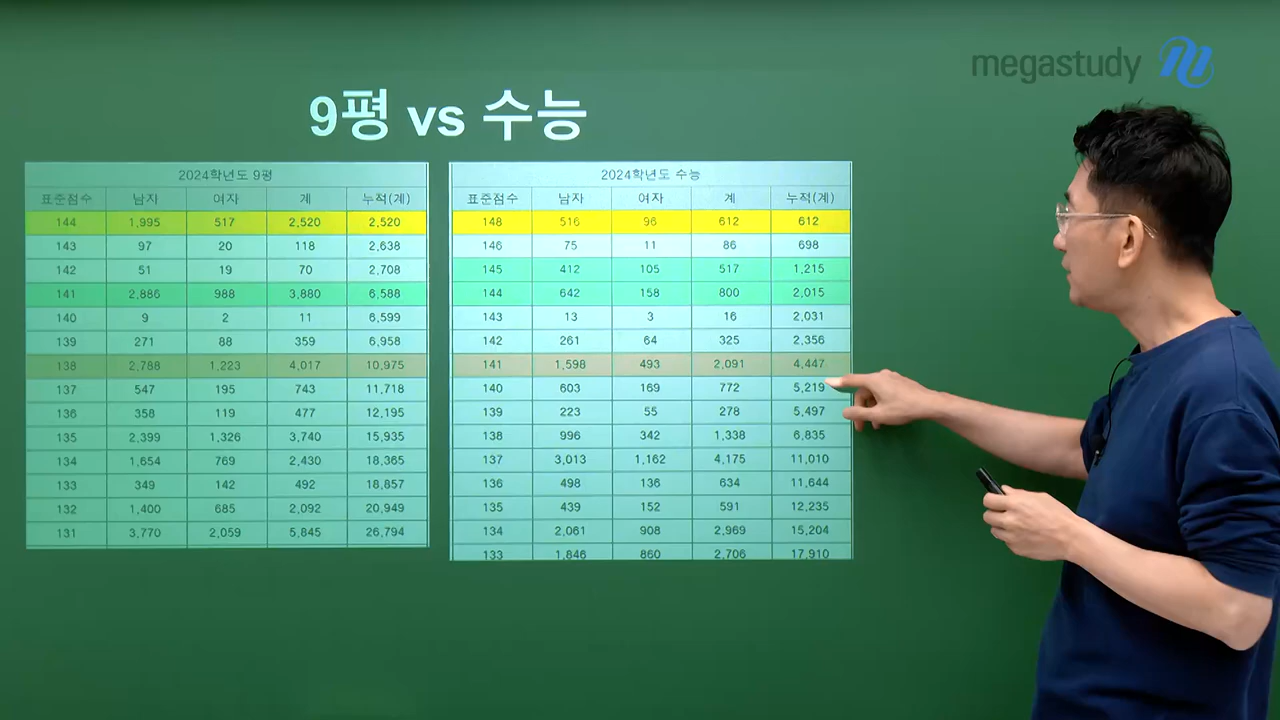 megastudy
9평 vs 수능
2024학년도 9평
표준점수 남자 여자 계 누적(계)
144 1,995 517 2,520 2,520
143 97 20 118 2,638
142 51 19 70 2,708
141 2,886 988 3,880 6,588
140 9 2 11 6,599
139 271 88 359 6,958
138 2,788 1,223 4,017 10,975
137 547 195 743 11,718
136 358 119 477 12,195
135 2,399 1,326 3,740 15,935
134 1,654 769 2,430 18,365
133 349 142 492 18,857
132 1,400 685 2,092 20,949
131 3,770 2,059 5,845 26,794
2024학년도 수능
표준점수 남자 여자 계 누적(계)
148 516 96 612 612
146 75 11 86 698
145 412 105 517 1,215
144 642 158 800 2,015
143 13 3 16 2,031
142 261 64 325 2,356
141 1,598 493 2,091 4,447
140 603 169 772 5,219
139 223 55 278 5,497
138 996 342 1,338 6,835
137 3,013 1,162 4,175 11,010
136 498 136 634 11,644
135 439 152 591 12,235
134 2,061 908 2,969 15,204
133 1,846 860 2,706 17,910